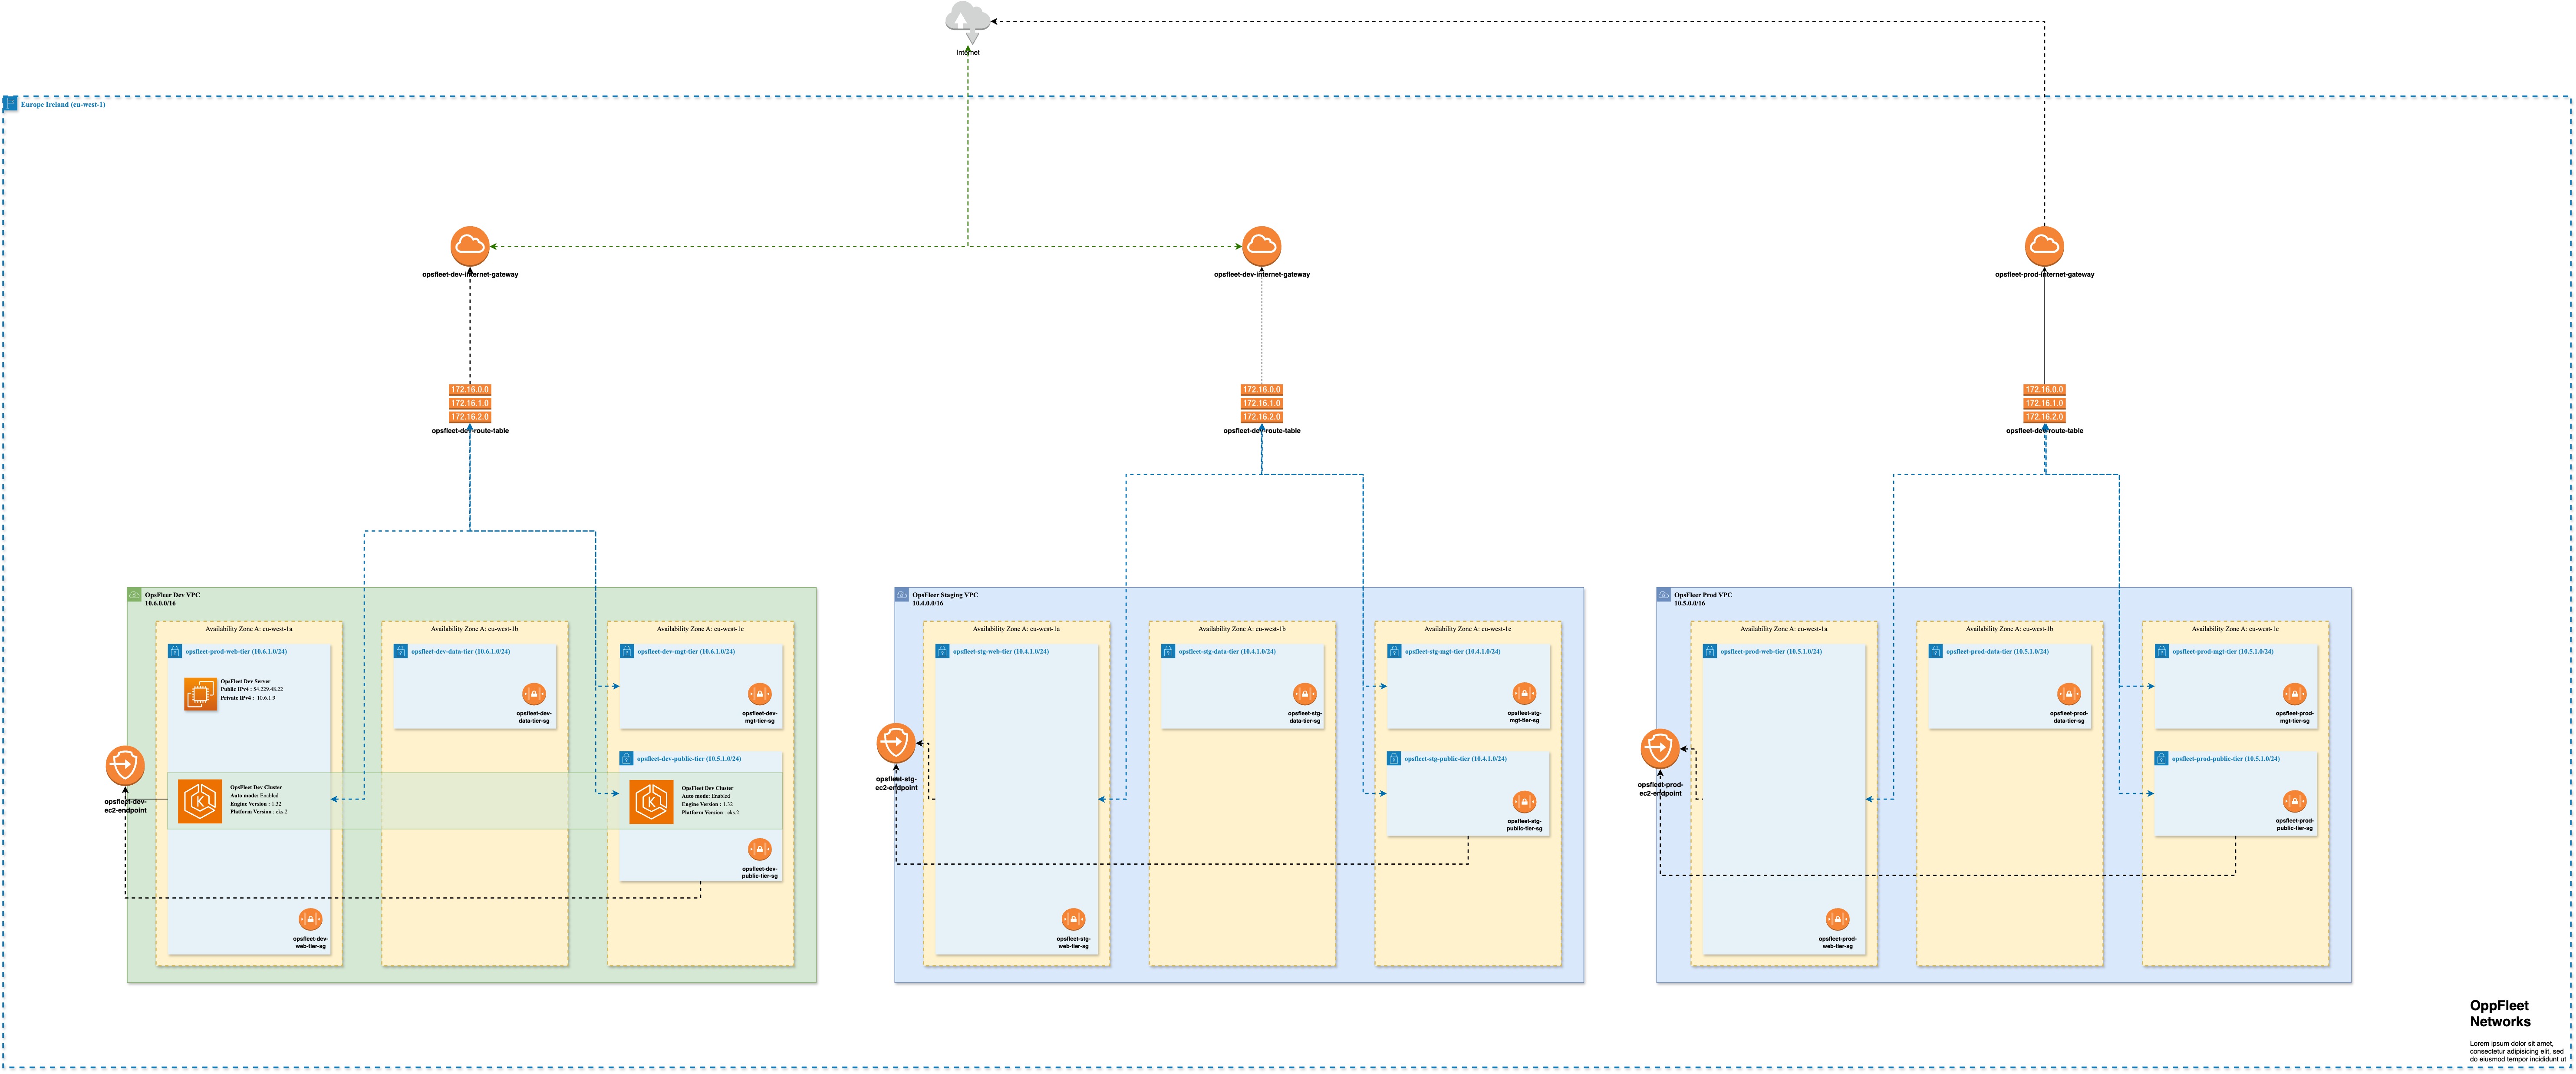 Internet
Europe Ireland (eu-west-1)
opsfleet-dev-internet-gateway
opsfleet-dev-internet-gateway
opsfleet-prod-internet-gateway
172.16.0.0
172.16.1.0
172.16.2.0
opsfleet-dev-route-table
172.16.0.0
172.16.1.0
172.16.2.0
opsfleet-dev-route-table
172.16.0.0
172.16.1.0
172.16.2.0
opsfleet-dev-route-table
OpsFleer Dev VPC
10.6.0.0/16
Availability Zone A: eu-west-1a
opsfleet-prod-web-tier (10.6.1.0/24)
OpsFleet Dev Server
Public IPv4 : 54.229.48.22
Private IPv4 : 10.6.1.9
OpsFleet Dev Cluster
Auto mode: Enabled
Engine Version : 1.32
Platform Version : eks.2
opsfleet-dev-
web-tier-sg
opsfleet-dev-
ec2-endpoint
Availability Zone A: eu-west-1b
opsfleet-dev-data-tier (10.6.1.0/24)
opsfleet-dev-
data-tier-sg
Availability Zone A: eu-west-1c
opsfleet-dev-mgt-tier (10.6.1.0/24)
opsfleet-dev-
mgt-tier-sg
opsfleet-dev-public-tier (10.5.1.0/24)
OpsFleet Dev Cluster
Auto mode: Enabled
Engine Version : 1.32
Platform Version : eks.2
opsfleet-dev-
public-tier-sg
OpsFleer Staging VPC
10.4.0.0/16
Availability Zone A: eu-west-1a
opsfleet-stg-web-tier (10.4.1.0/24)
opsfleet-stg-
web-tier-sg
opsfleet-stg-
ec2-endpoint
Availability Zone A: eu-west-1b
opsfleet-stg-data-tier (10.4.1.0/24)
opsfleet-stg-
data-tier-sg
Availability Zone A: eu-west-1c
opsfleet-stg-mgt-tier (10.4.1.0/24)
opsfleet-stg-
mgt-tier-sg
opsfleet-stg-public-tier (10.4.1.0/24)
opsfleet-stg-
public-tier-sg
OpsFleer Prod VPC
10.5.0.0/16
Availability Zone A: eu-west-1a
opsfleet-prod-web-tier (10.5.1.0/24)
opsfleet-prod-
web-tier-sg
opsfleet-prod-
ec2-endpoint
Availability Zone A: eu-west-1b
opsfleet-prod-data-tier (10.5.1.0/24)
opsfleet-prod-
data-tier-sg
Availability Zone A: eu-west-1c
opsfleet-prod-mgt-tier (10.5.1.0/24)
opsfleet-prod-
mgt-tier-sg
opsfleet-prod-public-tier (10.5.1.0/24)
opsfleet-prod-
public-tier-sg
OppFleet
Networks
Lorem ipsum dolor sit amet,
consectetur adipisicing elit, sed
do eiusmod tempor incididunt ut